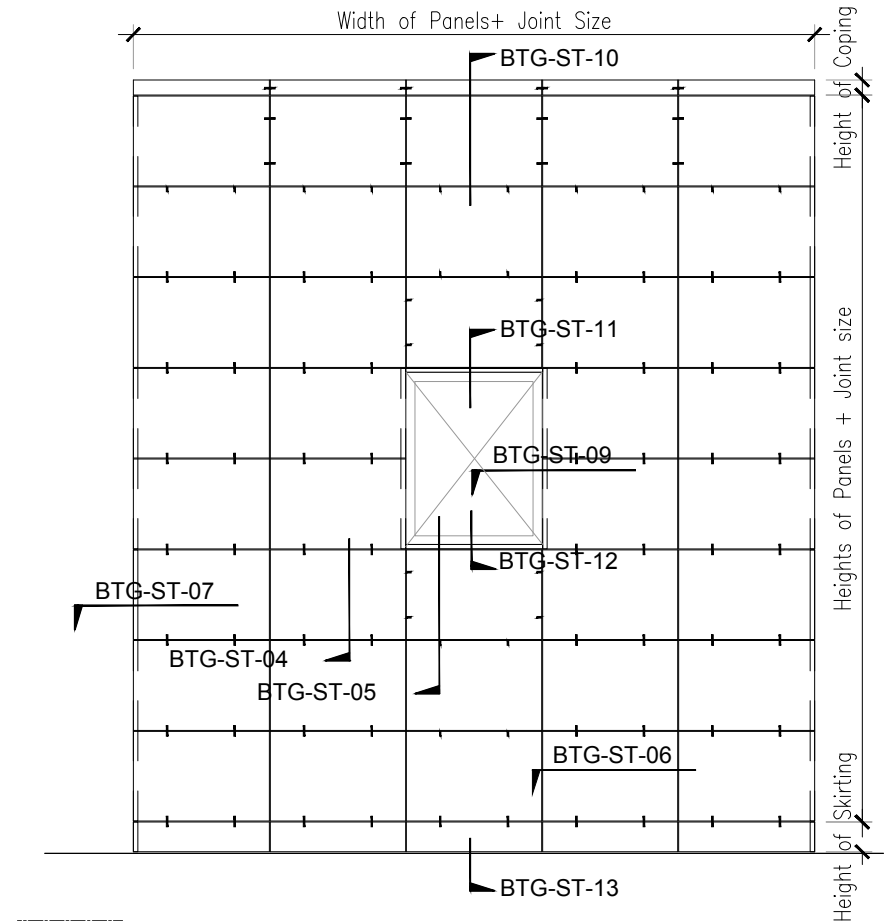 Width of Panels+ Joint Size
Height of Coping
BTG-ST-10
BTG-ST-11
Heights of Panels + Joint size
BTG-ST-09
BTG-ST-12
BTG-ST-07
BTG-ST-04
BTG-ST-05
BTG-ST-06
Height of Skirting
BTG-ST-13